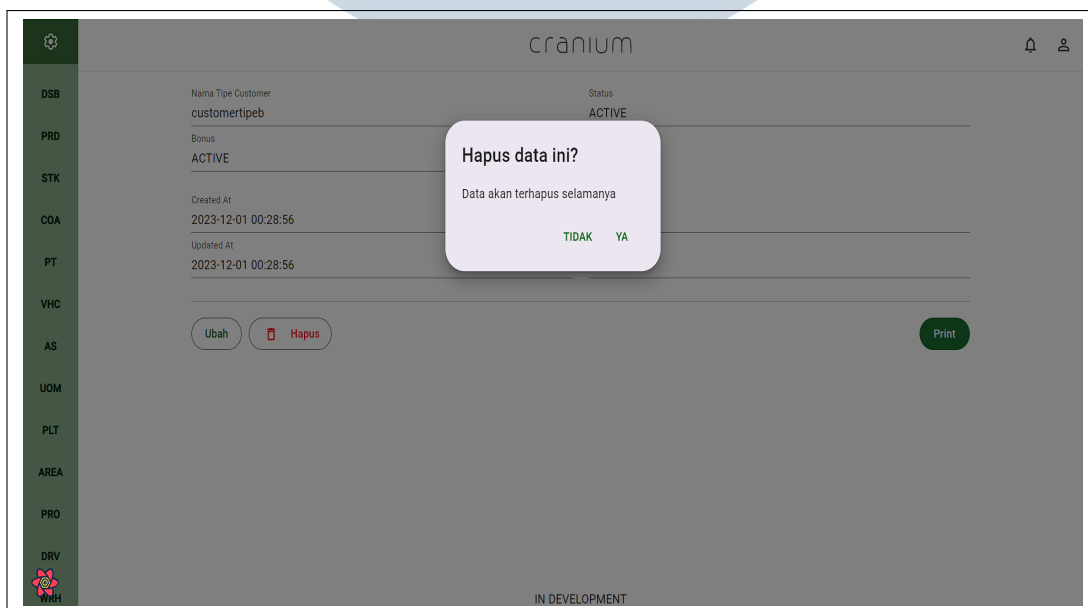 cranium
DSB
PRD
STK
COA
PT
VHC
AS
UOM
PLT
AREA
PRO
DRV
WRH
Nama Tipe Customer
customertipeb
Status
ACTIVE
Bonus
ACTIVE
Created At
2023-12-01 00:28:56
Updated At
2023-12-01 00:28:56
Hapus data ini?
Data akan terhapus selamanya
TIDAK YA
Ubah Hapus Print
IN DEVELOPMENT